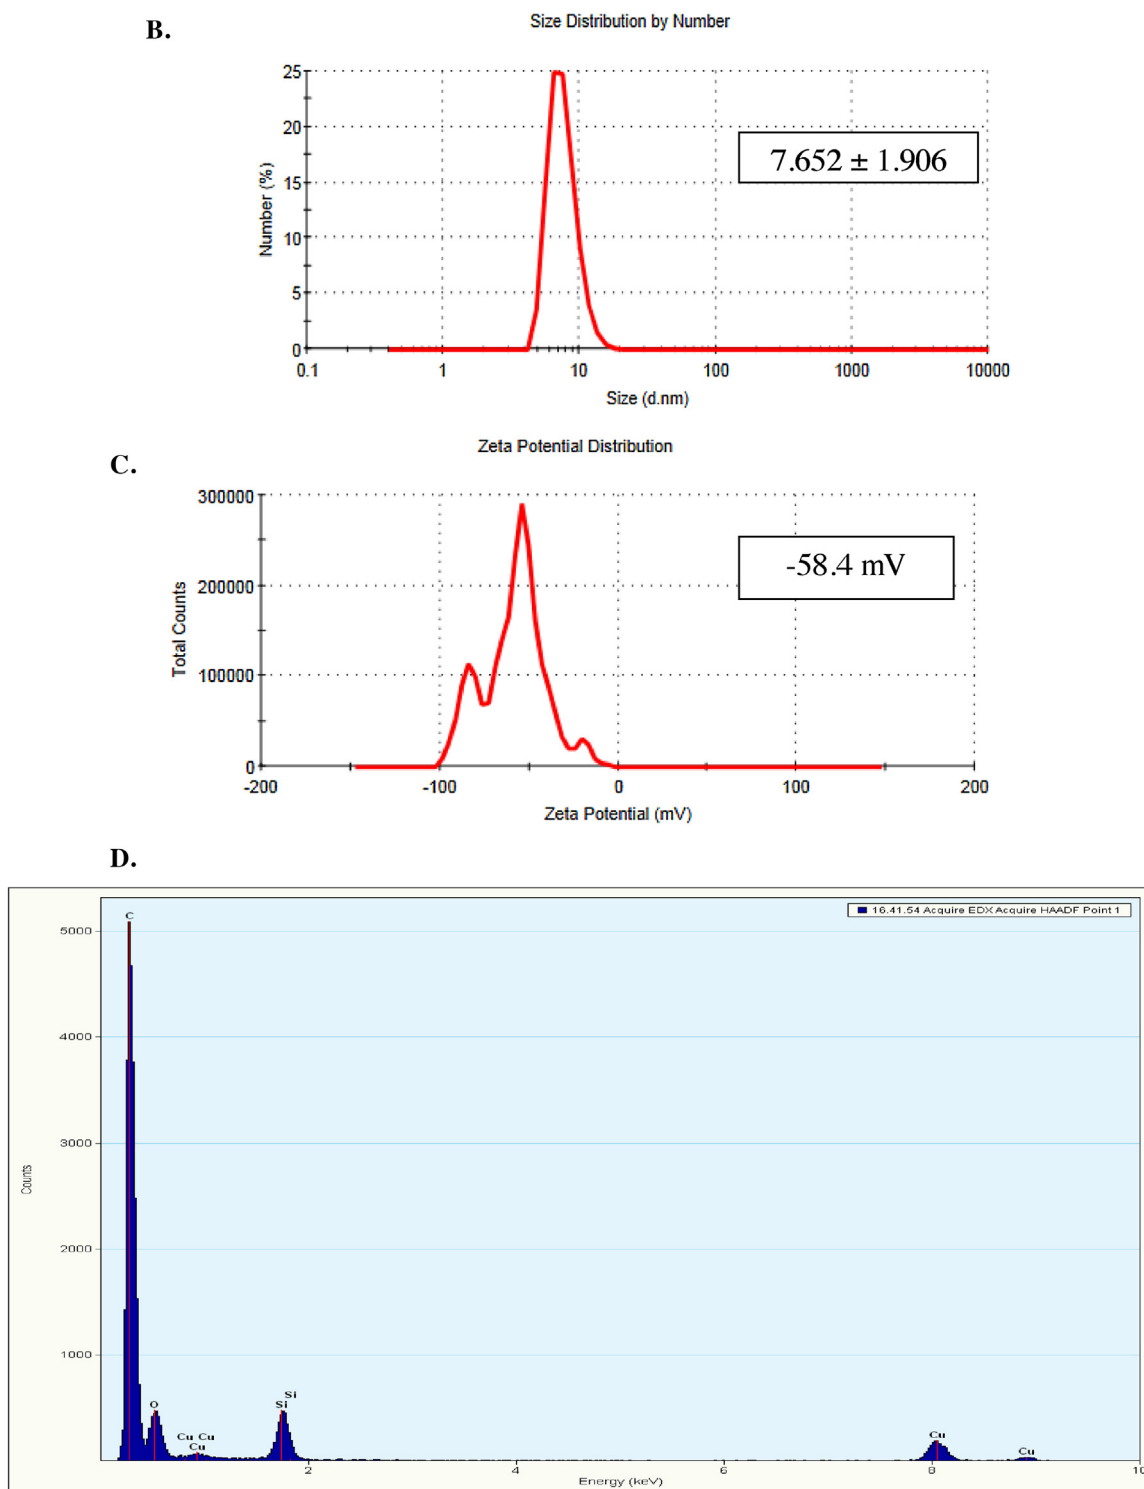 B.
Size Distribution by Number
25
20
15
10
5
0
Number (%)
7.652 ± 1.906
0.1 1 10 100 1000 10000
Size (d.nm)
C.
Zeta Potential Distribution
300000
200000
100000
0
Total Counts
-58.4 mV
-200 -100 0 100 200
Zeta Potential (mV)
D.
16.41.54 Acquire EDX Acquire HAADF Point 1
C
5000
4000
3000
2000
1000
Counts
O
Cu Cu
Cu
Si
Si
Cu
Cu
2 4 6 8 10
Energy (keV)